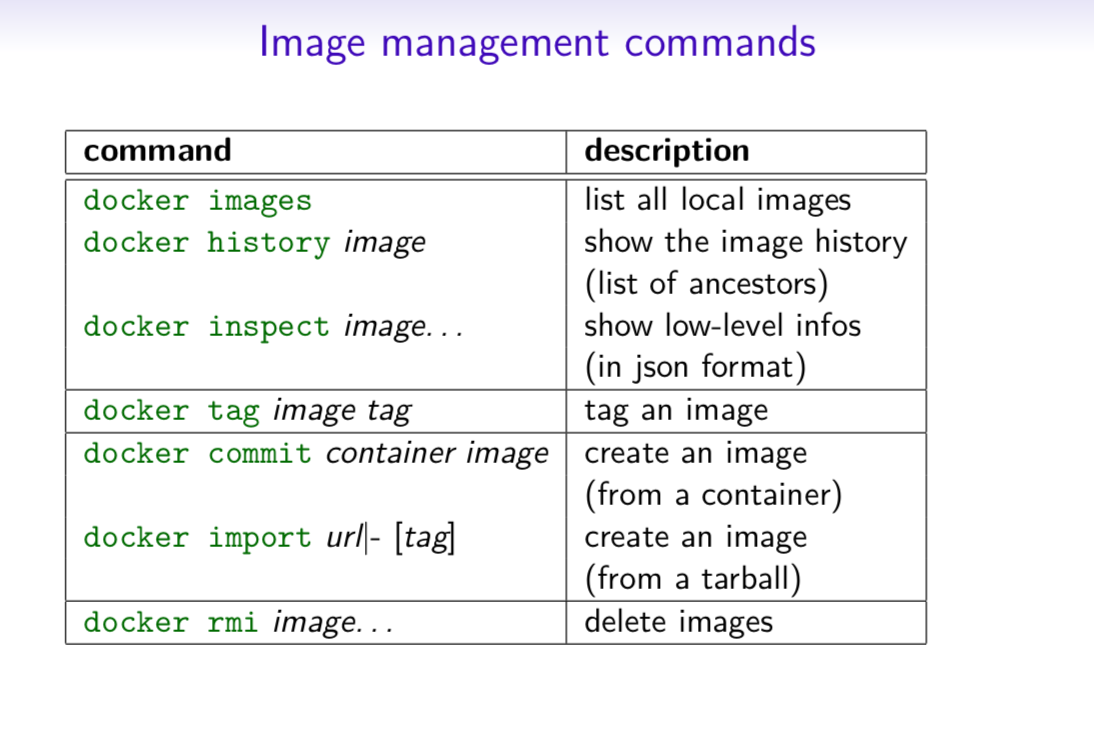 Image management commands
command description
docker images list all local images
docker history image show the image history
(list of ancestors)
docker inspect image... show low-level infos
(in json format)
docker tag image tag tag an image
docker commit container image create an image
(from a container)
docker import url|- [tag] create an image
(from a tarball)
docker rmi image... delete images